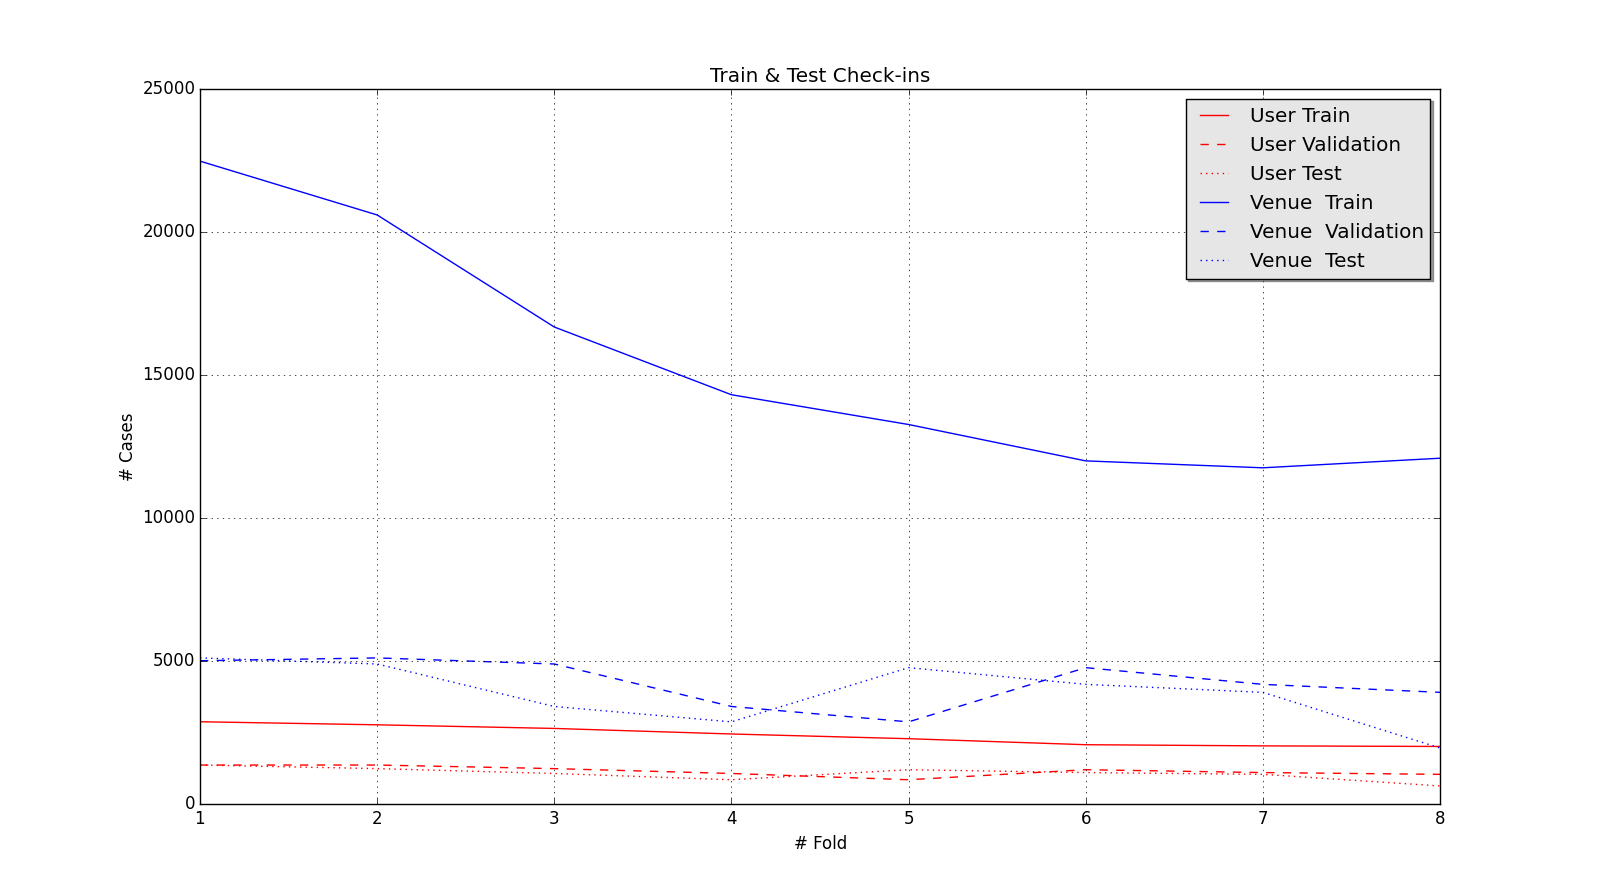 Train & Test Check-ins
25000
20000
15000
10000
5000
0
# Cases
User Train
User Validation
User Test
Venue  Train
Venue  Validation
Venue  Test
1 2 3 4 5 6 7 8
# Fold